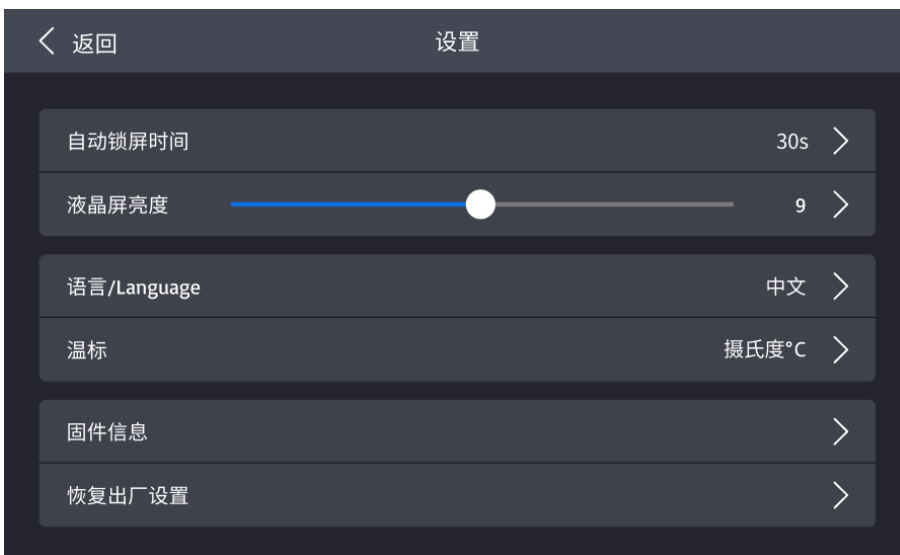 返回 设置
自动锁屏时间 30s
液晶屏亮度 9
语言/Language 中文
温标 摄氏度°C
固件信息
恢复出厂设置